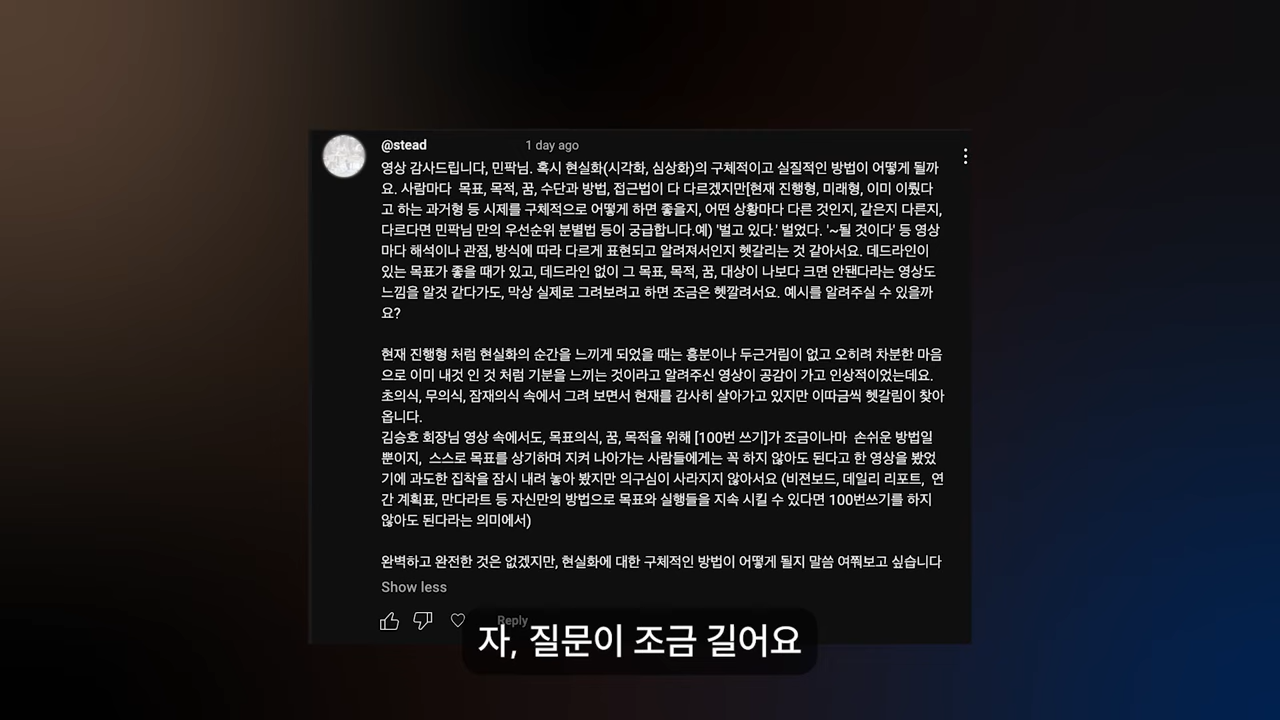 @stead 1 day ago
영상 감사드립니다, 민팍님. 혹시 현실화(시각화, 심상화)의 구체적이고 실질적인 방법이 어떻게 될까
요. 사람마다 목표, 목적, 꿈, 수단과 방법, 접근법이 다 다르겠지만[현재 진행형, 미래형, 이미 이뤘다
고 하는 과거형 등 시제를 구체적으로 어떻게 하면 좋을지, 어떤 상황마다 다른 것인지, 같은지 다른지,
다르다면 민팍님 만의 우선순위 분별법 등이 궁급합니다.예) '벌고 있다.' 벌었다. '~될 것이다' 등 영상
마다 해석이나 관점, 방식에 따라 다르게 표현되고 알려져서인지 헷갈리는 것 같아서요. 데드라인이
있는 목표가 좋을 때가 있고, 데드라인 없이 그 목표, 목적, 꿈, 대상이 나보다 크면 안됀다라는 영상도
느낌을 알것 같다가도, 막상 실제로 그려보려고 하면 조금은 헷깔려서요. 예시를 알려주실 수 있을까
요?
현재 진행형 처럼 현실화의 순간을 느끼게 되었을 때는 흥분이나 두근거림이 없고 오히려 차분한 마음
으로 이미 내것 인 것 처럼 기분을 느끼는 것이라고 알려주신 영상이 공감이 가고 인상적이었는데요.
초의식, 무의식, 잠재의식 속에서 그려 보면서 현재를 감사히 살아가고 있지만 이따금씩 헷갈림이 찾아
옵니다.
김승호 회장님 영상 속에서도, 목표의식, 꿈, 목적을 위해 [100번 쓰기]가 조금이나마 손쉬운 방법일
뿐이지, 스스로 목표를 상기하며 지켜 나아가는 사람들에게는 꼭 하지 않아도 된다고 한 영상을 봤었
기에 과도한 집착을 잠시 내려 놓아 봤지만 의구심이 사라지지 않아서요 (비젼보드, 데일리 리포트, 연
간 계획표, 만다라트 등 자신만의 방법으로 목표와 실행들을 지속 시킬 수 있다면 100번쓰기를 하지
않아도 된다라는 의미에서)
완벽하고 완전한 것은 없겠지만, 현실화에 대한 구체적인 방법이 어떻게 될지 말씀 여쭤보고 싶습니다
Show less
Reply
자, 질문이 조금 길어요